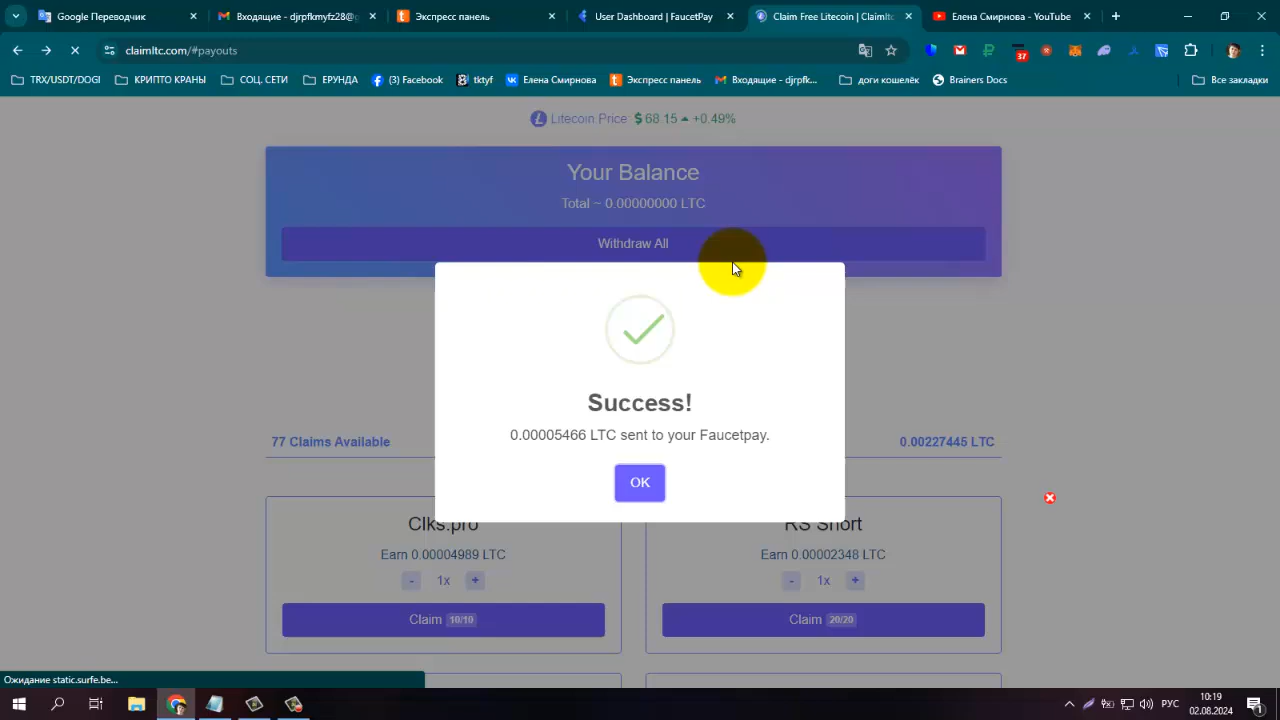 Google Переводчик
Входящие - djrpfkmyfz28@g
Экспресс панель
User Dashboard | FaucetPay
Claim Free Litecoin | Claimltc
Елена Смирнова - YouTube
claimltc.com/#payouts
37
TRX/USDT/DOGI
КРИПТО КРАНЫ
СОЦ. СЕТИ
ЕРУНДА
(3) Facebook
tktyf
Елена Смирнова
Экспресс панель
Входящие - djrpfk...
доги кошелёк
Brainers Docs
Все закладки
Litecoin Price: $ 68.15 +0.49%
Your Balance
Total ~ 0.00000000 LTC
Withdraw All
Success!
0.00005466 LTC sent to your Faucetpay.
OK
77 Claims Available
0.00227445 LTC
Clks.pro
Earn 0.00004989 LTC
- 1x +
Claim 10/10
RS Short
Earn 0.00002348 LTC
- 1x +
Claim 20/20
Ожидание static.surfe.be...
РУС
10:19
02.08.2024